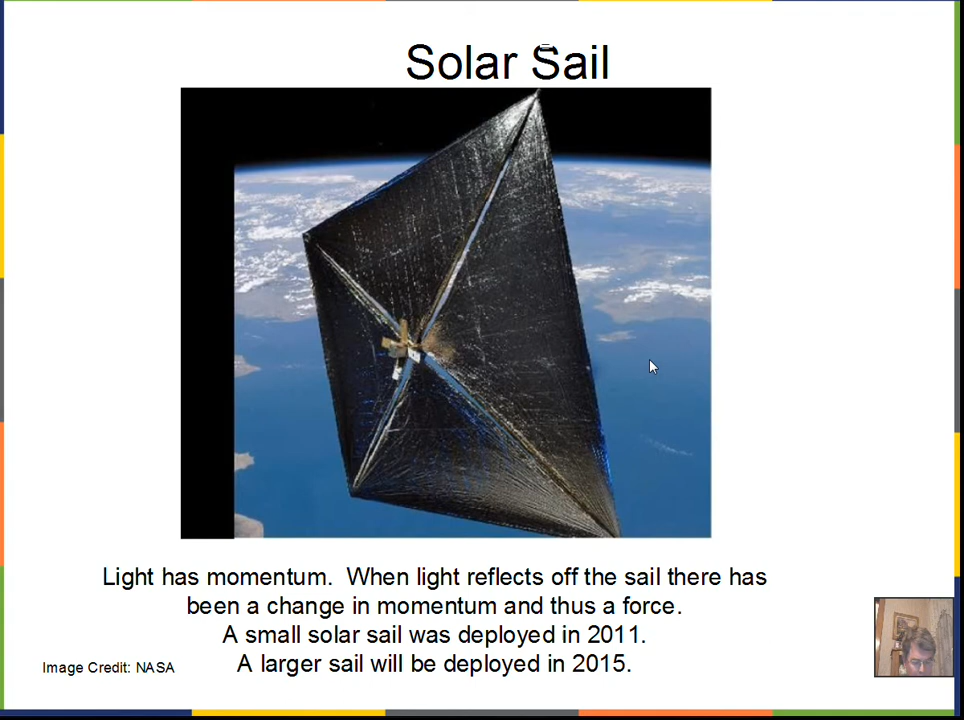 Solar Sail
Light has momentum.  When light reflects off the sail there has
been a change in momentum and thus a force.
A small solar sail was deployed in 2011.
A larger sail will be deployed in 2015.
Image Credit: NASA